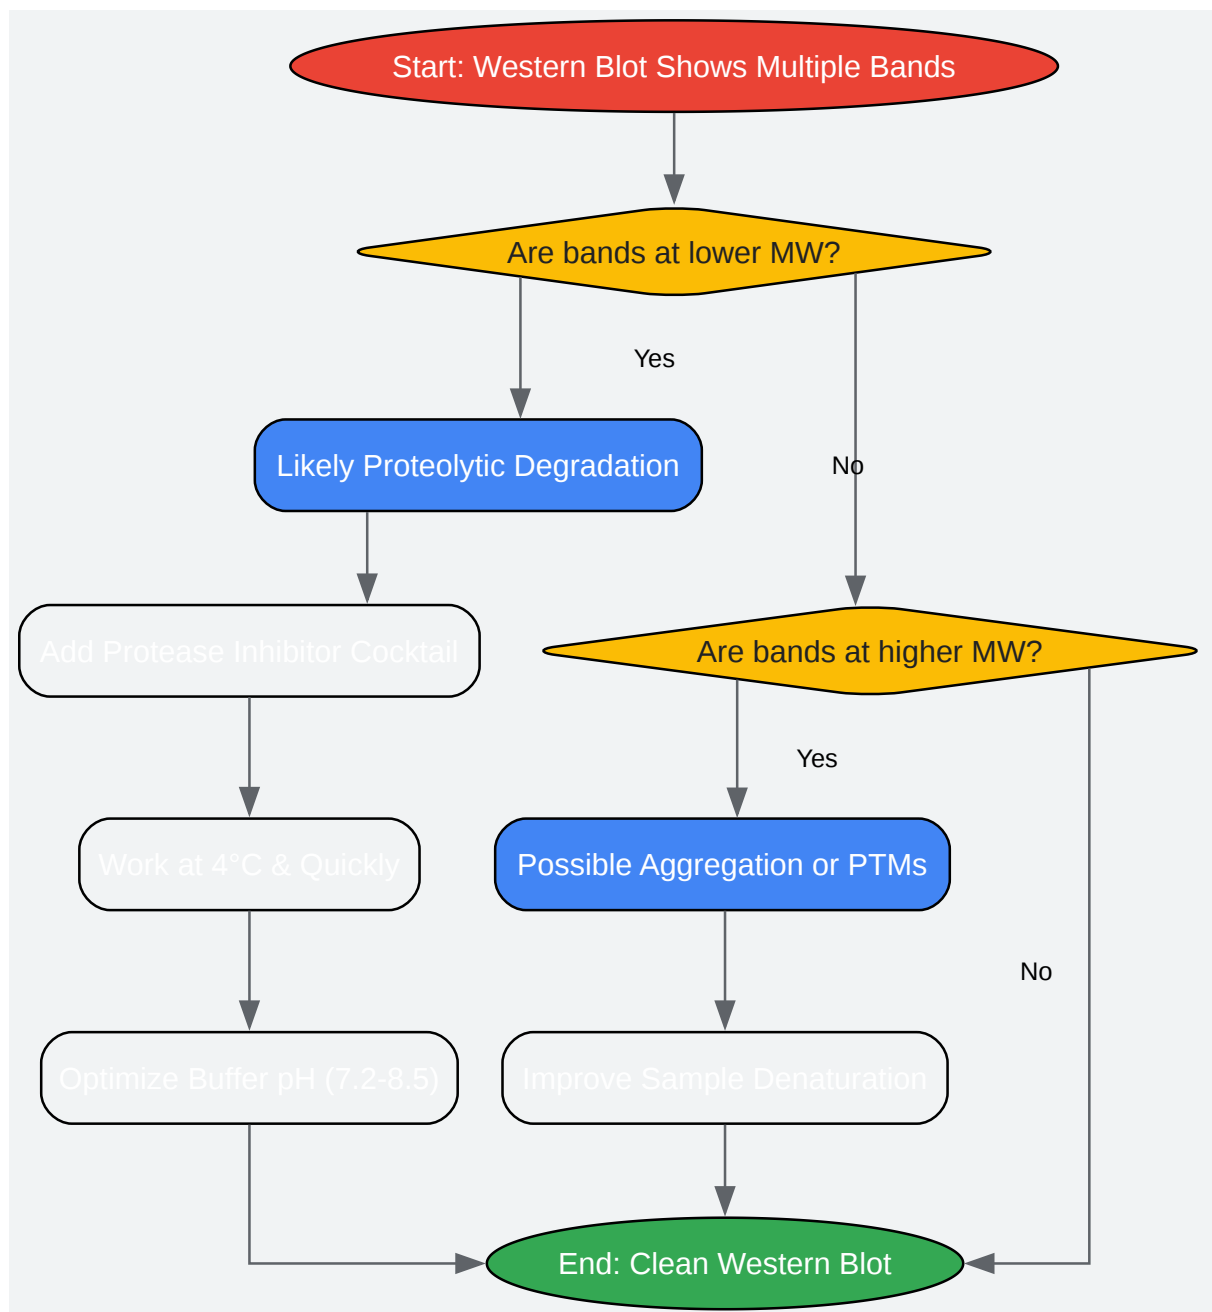 Start: Western Blot Shows Multiple Bands
Are bands at lower MW?
Yes
Likely Proteolytic Degradation
No
Add Protease Inhibitor Cocktail
Are bands at higher MW?
Yes
Work at 4°C & Quickly
Possible Aggregation or PTMs
No
Optimize Buffer pH (7.2-8.5)
Improve Sample Denaturation
End: Clean Western Blot